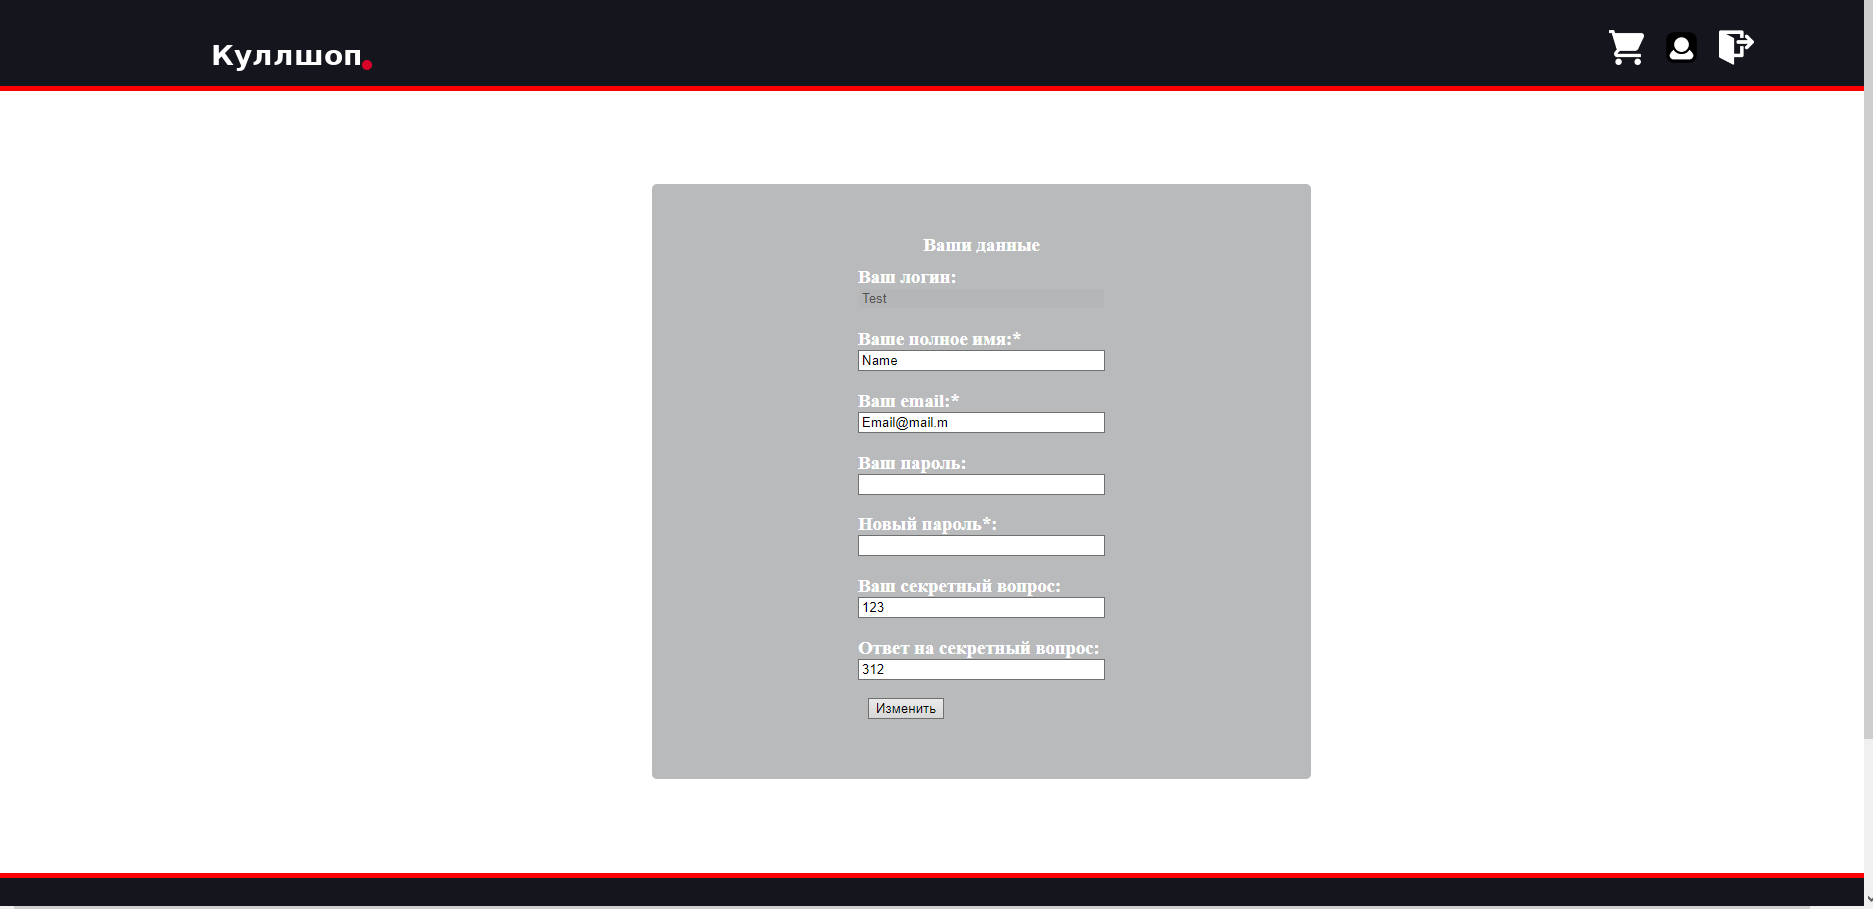 Куллшоп.
Ваши данные
Ваш логин:
Test
Ваше полное имя:*
Name
Ваш email:*
Email@mail.m
Ваш пароль:
Новый пароль*:
Ваш секретный вопрос:
123
Ответ на секретный вопрос:
312
Изменить